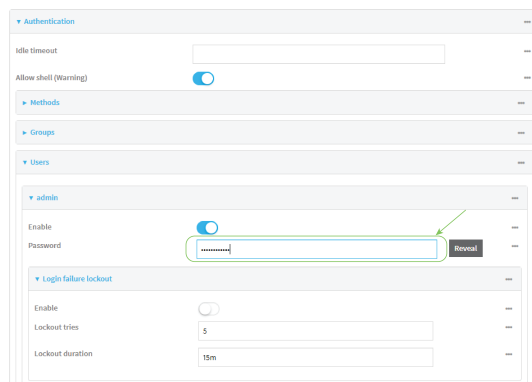 Authentication
Idle timeout
Allow shell (Warning)
Methods
Groups
Users
admin
Enable
Password ............ Reveal
Login failure lockout
Enable
Lockout tries 5
Lockout duration 15m